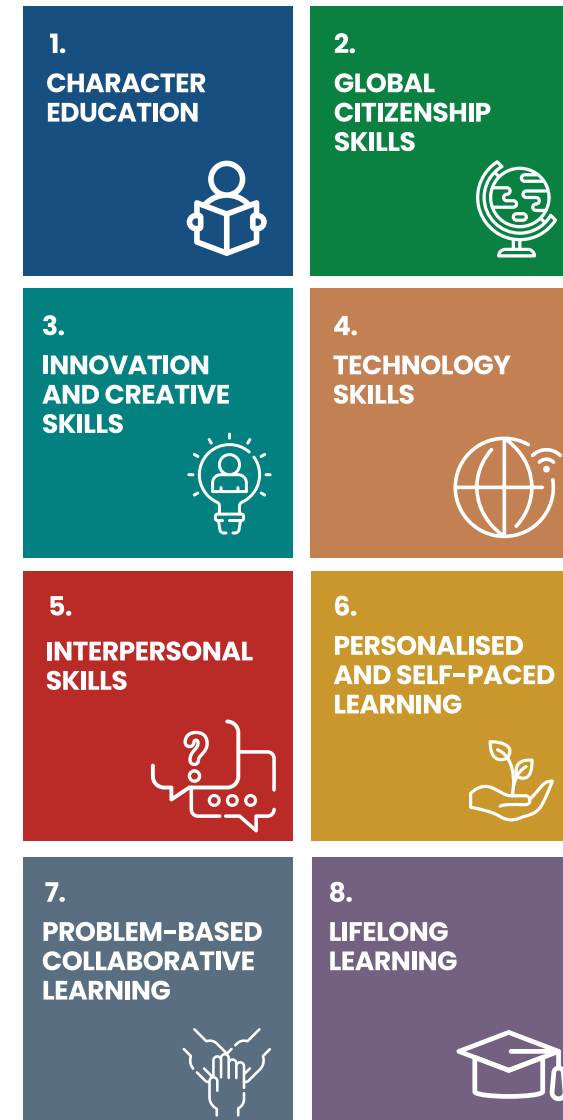 1.
CHARACTER
EDUCATION
2.
GLOBAL
CITIZENSHIP
SKILLS
3.
INNOVATION
AND CREATIVE
SKILLS
4.
TECHNOLOGY
SKILLS
5.
INTERPERSONAL
SKILLS
6.
PERSONALISED
AND SELF-PACED
LEARNING
7.
PROBLEM-BASED
COLLABORATIVE
LEARNING
8.
LIFELONG
LEARNING